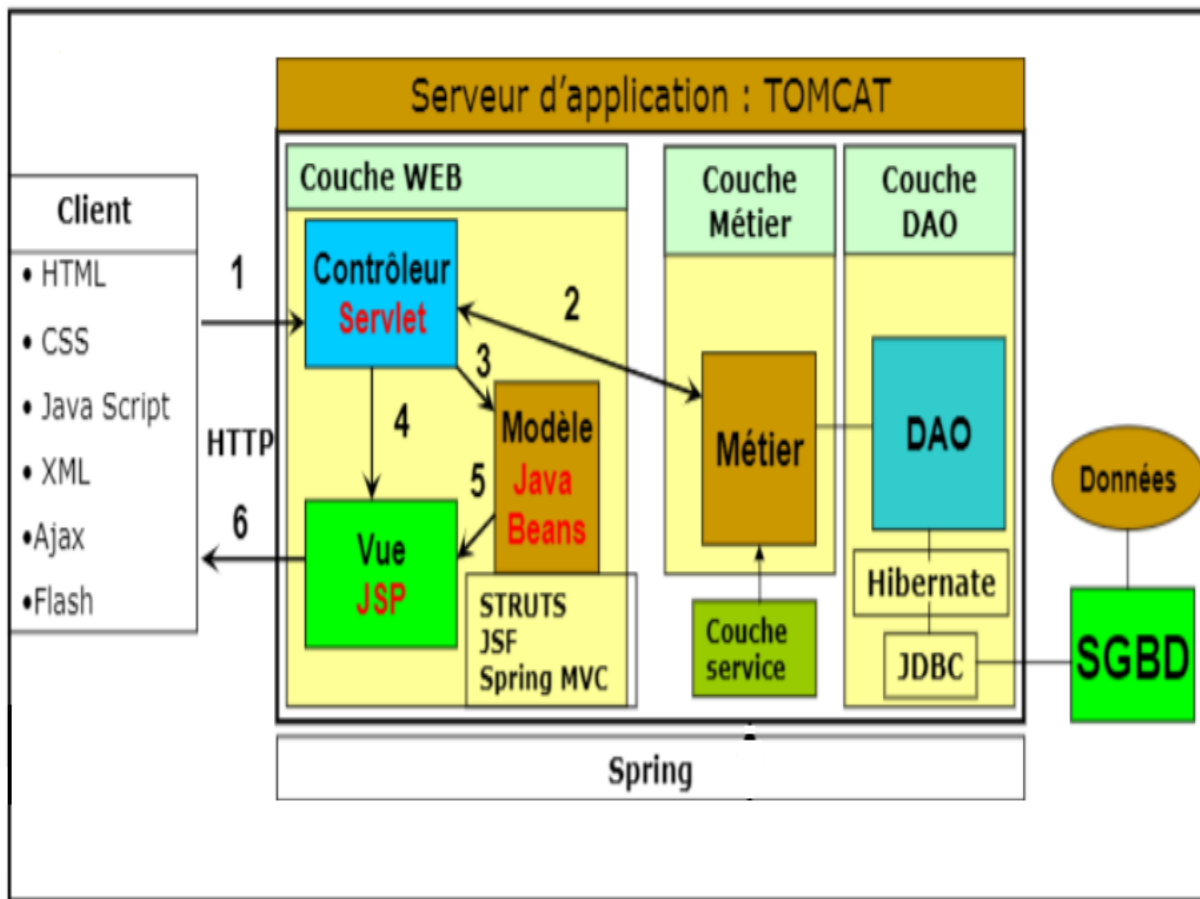 Serveur d'application : TOMCAT
Client
• HTML
• CSS
• Java Script
• XML
•Ajax
•Flash
1
HTTP
6
Couche WEB
Contrôleur
Servlet
2
3
4
5
Modèle
Java
Beans
Vue
JSP
STRUTS
JSF
Spring MVC
Couche
Métier
Métier
Couche
service
Couche
DAO
DAO
Hibernate
JDBC
Données
SGBD
Spring